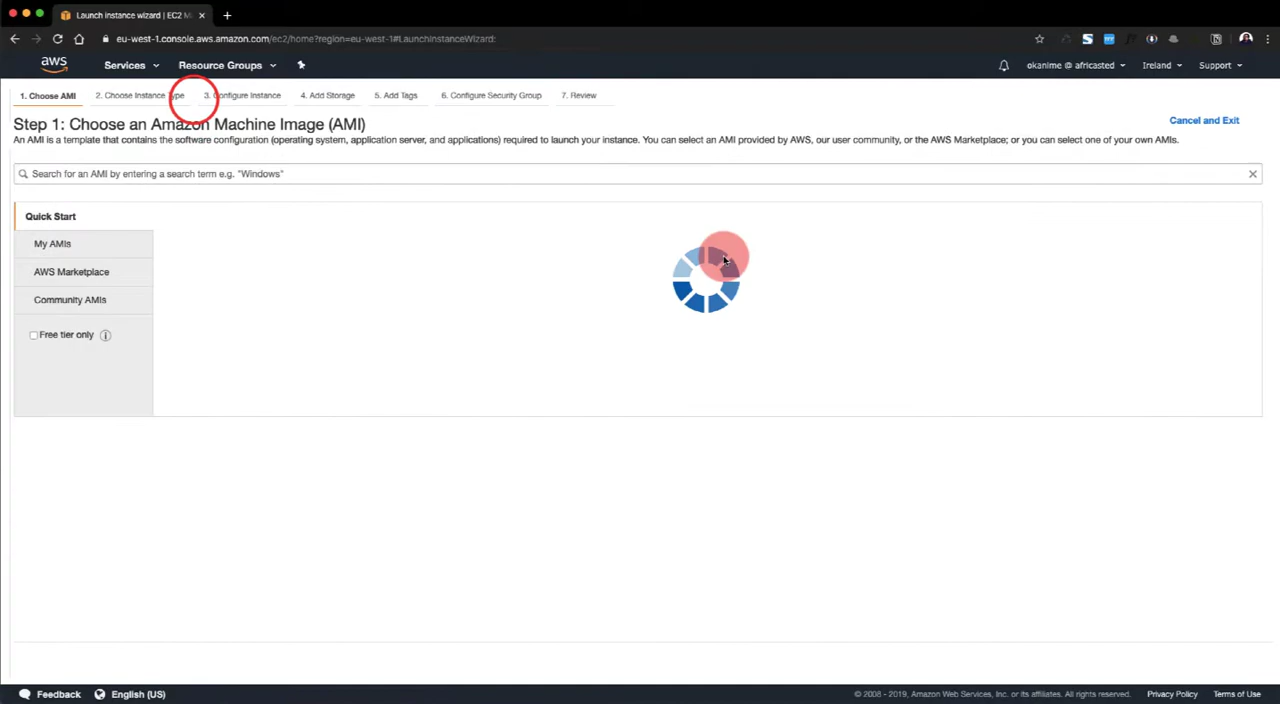 Launch instance wizard | EC2 M
eu-west-1.console.aws.amazon.com/ec2/home?region=eu-west-1#LaunchInstanceWizard:
aws Services Resource Groups okanime @ africasted Ireland Support
1. Choose AMI 2. Choose Instance Type 3. Configure Instance 4. Add Storage 5. Add Tags 6. Configure Security Group 7. Review
Step 1: Choose an Amazon Machine Image (AMI)
Cancel and Exit
An AMI is a template that contains the software configuration (operating system, application server, and applications) required to launch your instance. You can select an AMI provided by AWS, our user community, or the AWS Marketplace; or you can select one of your own AMIs.
Search for an AMI by entering a search term e.g. "Windows"
Quick Start
My AMIs
AWS Marketplace
Community AMIs
Free tier only
Feedback English (US) © 2008 - 2019, Amazon Web Services, Inc. or its affiliates. All rights reserved. Privacy Policy Terms of Use